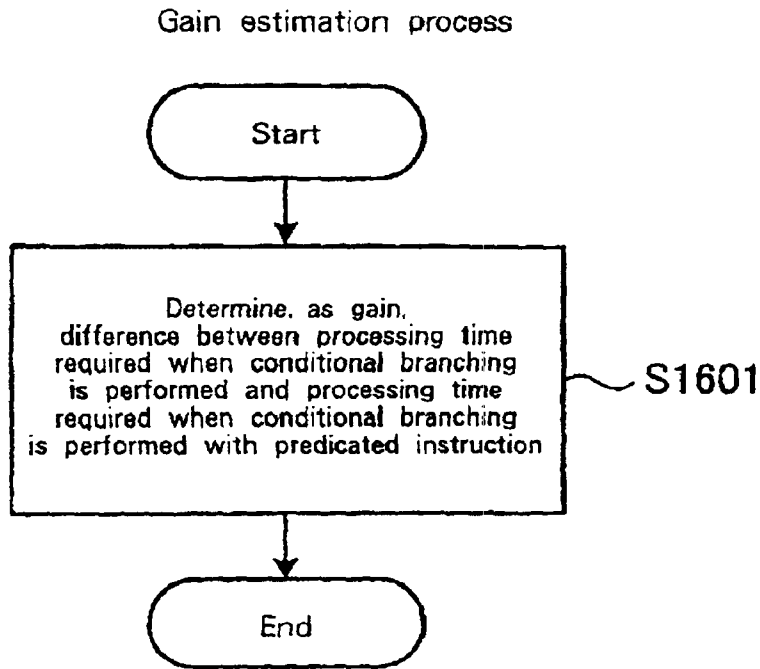 Gain estimation process
Start
Determine, as gain,
difference between processing time
required when conditional branching
is performed and processing time
required when conditional branching
is performed with predicated instruction
S1601
End